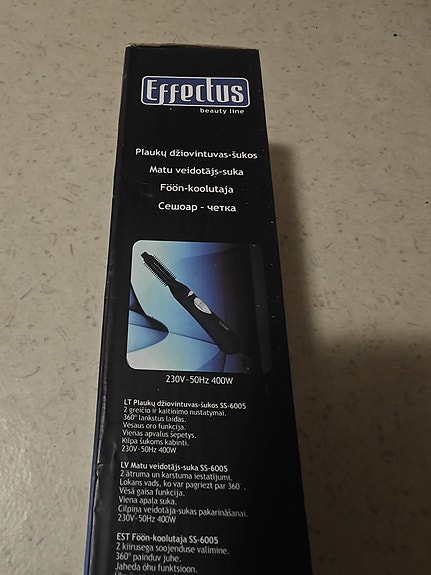 Effectus
beauty line
Plaukų džiovintuvas-šukos
Matu veidotājs-suka
Föön-koolutaja
Сешоар - четка
230V~50Hz 400W
LT Plaukų džiovintuvas-šukos SS-6005
2 greičio ir kaitinimo nustatymai.
360° lankstus laidas.
Vėsaus oro funkcija.
Vienas apvalus šepetys.
Kilpa šukoms kabinti.
230V~50Hz 400W
LV Matu veidotājs-suka SS-6005
2 ātruma un karstuma iestatījumi.
Lokans vads, ko var pagriezt par 360°.
Vēsā gaisa funkcija.
Viena apaļa suka.
Cilpiņa veidotāja-sukas pakarināšanai.
230V~50Hz 400W
EST Föön-koolutaja SS-6005
2 kiirusega soojenduse valimine.
360° painduv juhe.
Jaheda õhu funktsioon.